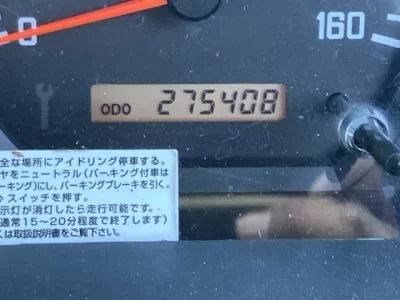 0
160
ODO 275408
全な場所にアイドリング停車する。
ヤをニュートラル(パーキング付車は
ーキング)にし、パーキングブレーキを引く。
スイッチを押す。
示灯が消灯したら走行可能です。
通常15~20分程度で終了します)
くは取扱説明書をご覧下さい。